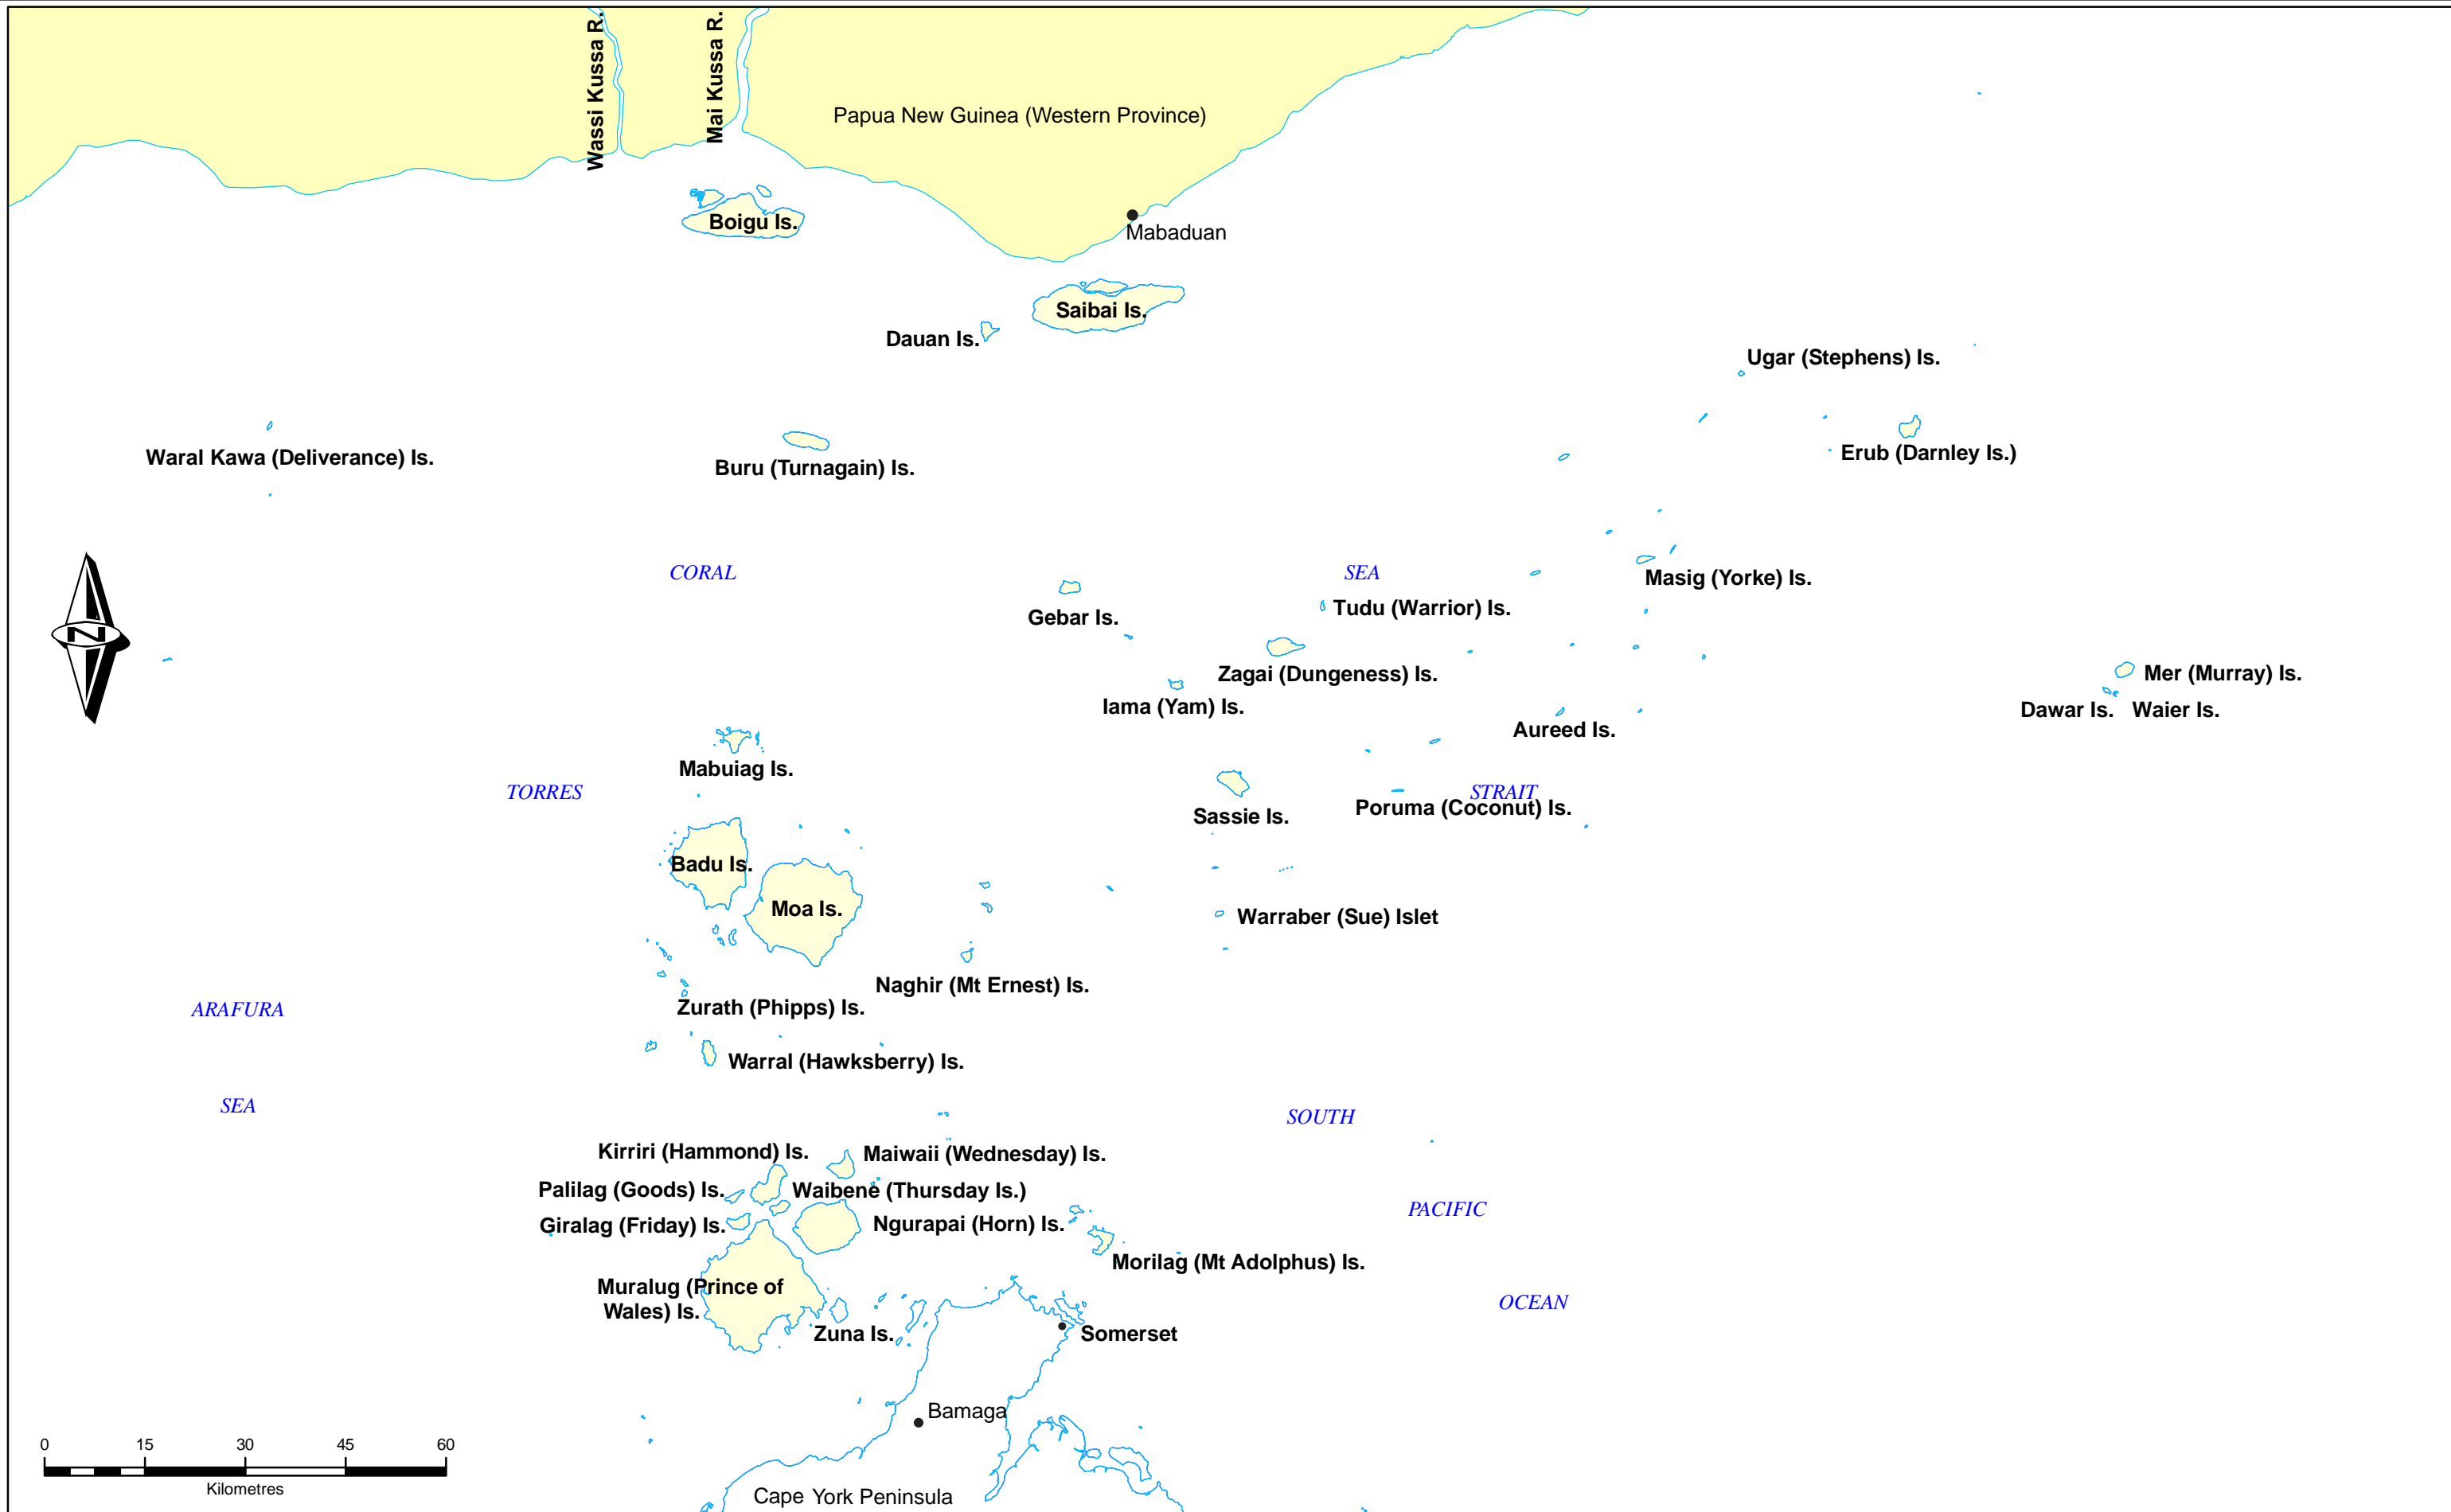 Wassi Kussa R.
Mai Kussa R.
Papua New Guinea (Western Province)
Boigu Is.
Mabaduan
Saibai Is.
Dauan Is.
Ugar (Stephens) Is.
Waral Kawa (Deliverance) Is.
Buru (Turnagain) Is.
Erub (Darnley Is.)
CORAL
SEA
Masig (Yorke) Is.
Gebar Is.
Tudu (Warrior) Is.
N
Zagai (Dungeness) Is.
Mer (Murray) Is.
Iama (Yam) Is.
Dawar Is.
Waier Is.
Aureed Is.
Mabuiag Is.
TORRES
STRAIT
Sassie Is.
Poruma (Coconut) Is.
Badu Is.
Moa Is.
Warraber (Sue) Islet
Naghir (Mt Ernest) Is.
Zurath (Phipps) Is.
ARAFURA
Warral (Hawksberry) Is.
SEA
SOUTH
Kirriri (Hammond) Is.
Maiwaii (Wednesday) Is.
Palilag (Goods) Is.
Waibene (Thursday Is.)
PACIFIC
Giralag (Friday) Is.
Ngurapai (Horn) Is.
Morilag (Mt Adolphus) Is.
Muralug (Prince of
Wales) Is.
OCEAN
Zuna Is.
Somerset
Bamaga
0 15 30 45 60
Kilometres
Cape York Peninsula